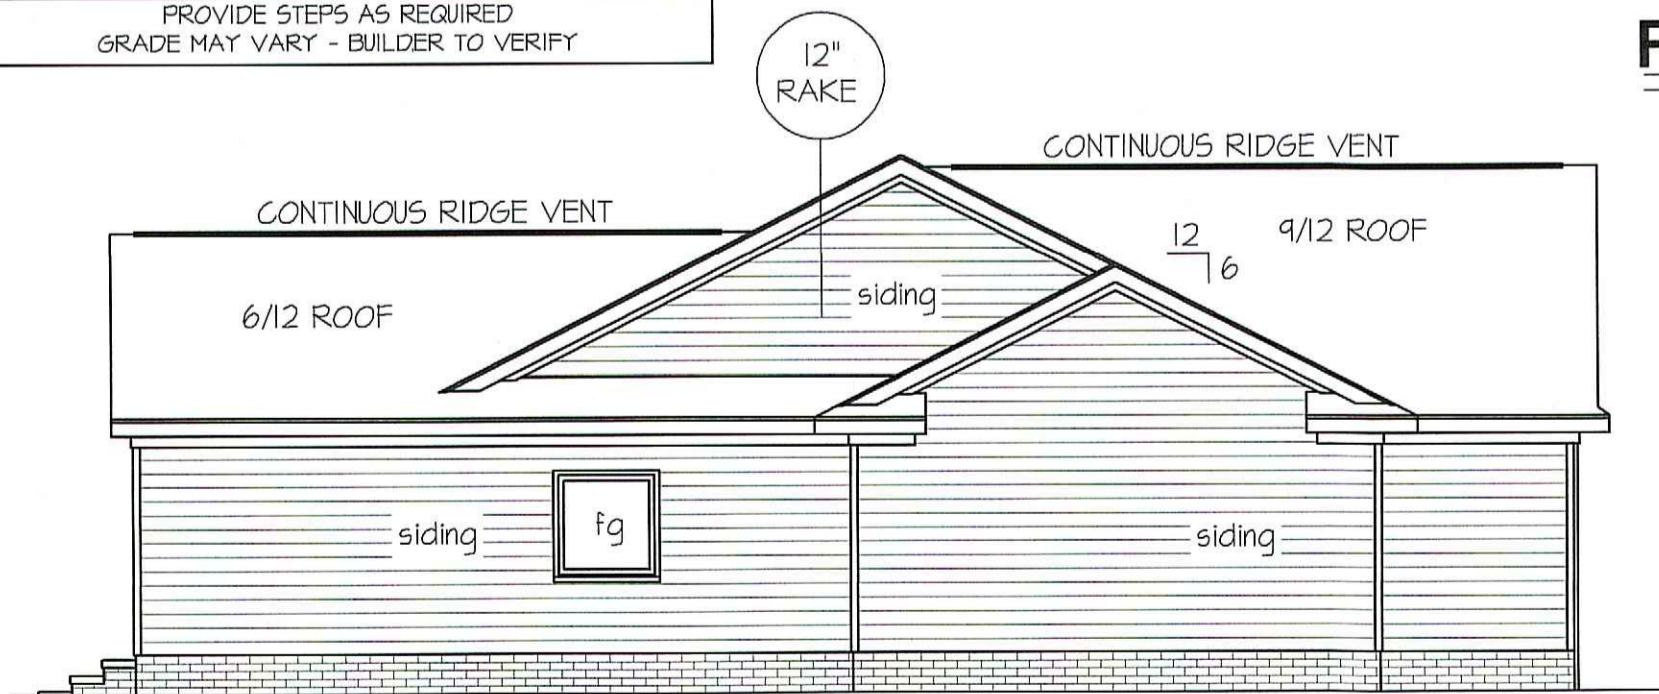 PROVIDE STEPS AS REQUIRED
GRADE MAY VARY - BUILDER TO VERIFY
12"
RAKE
CONTINUOUS RIDGE VENT
CONTINUOUS RIDGE VENT
12
6
9/12 ROOF
6/12 ROOF
siding
siding
fg
siding